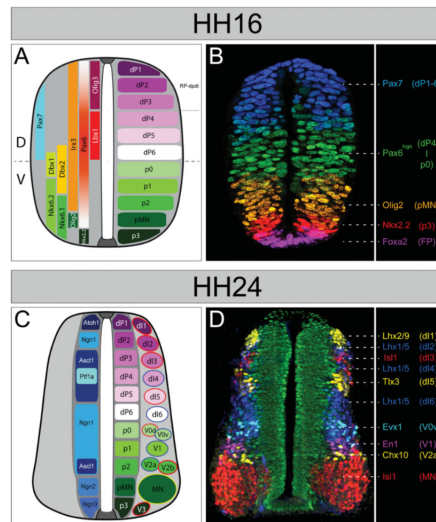 HH16
A
B
dP1
dP2
dP3
dP4
dP5
dP6
p0
p1
p2
pMN
p3
RP-dpdt
Olig3
Pax7
Irx3
Pax6
Lbx1
Dbx1
Dbx2
Nkx6.2
Nkx6.1
Olig2
D
V
Pax7 (dP1-6
Pax6high (dP4
I
p0)
Olig2 (pMN
Nkx2.2 (p3)
Foxa2 (FP)
HH24
C
D
Atoh1
Ngn1
Ascl1
Ptf1a
Ngn1
Ascl1
Ngn2
Ngn3
dP1
dP2
dP3
dP4
dP5
dP6
p0
p1
p2
pMN
p3
dI1
dI2
dI3
dI4
dI5
dI6
V0d
V0v
V1
V2a
V2b
MN
V3
Lhx2/9 (dI1)
Lhx1/5 (dI2)
Isl1 (dI3
Lhx1/5 (dI4)
Tlx3 (dI5)
Lhx1/5 (dI6)
Evx1 (V0v
En1 (V1)
Chx10 (V2a
Isl1 (MN